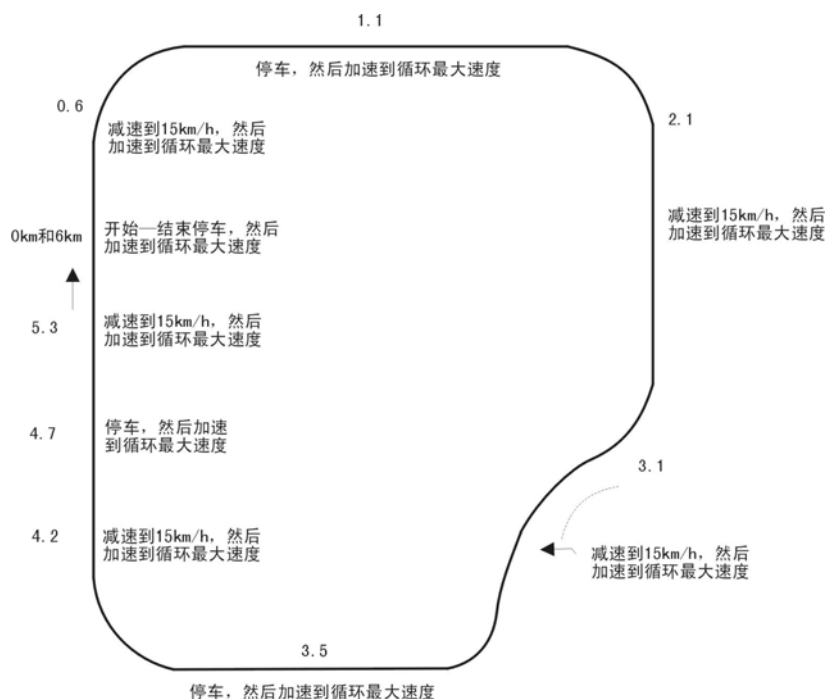 1.1
停车，然后加速到循环最大速度
0.6
减速到15km/h，然后
加速到循环最大速度
2.1
减速到15km/h，然后
加速到循环最大速度
0km和6km
开始—结束停车，然后
加速到循环最大速度
5.3
减速到15km/h，然后
加速到循环最大速度
4.7
停车，然后加速
到循环最大速度
3.1
减速到15km/h，然后
加速到循环最大速度
4.2
减速到15km/h，然后
加速到循环最大速度
3.5
停车，然后加速到循环最大速度